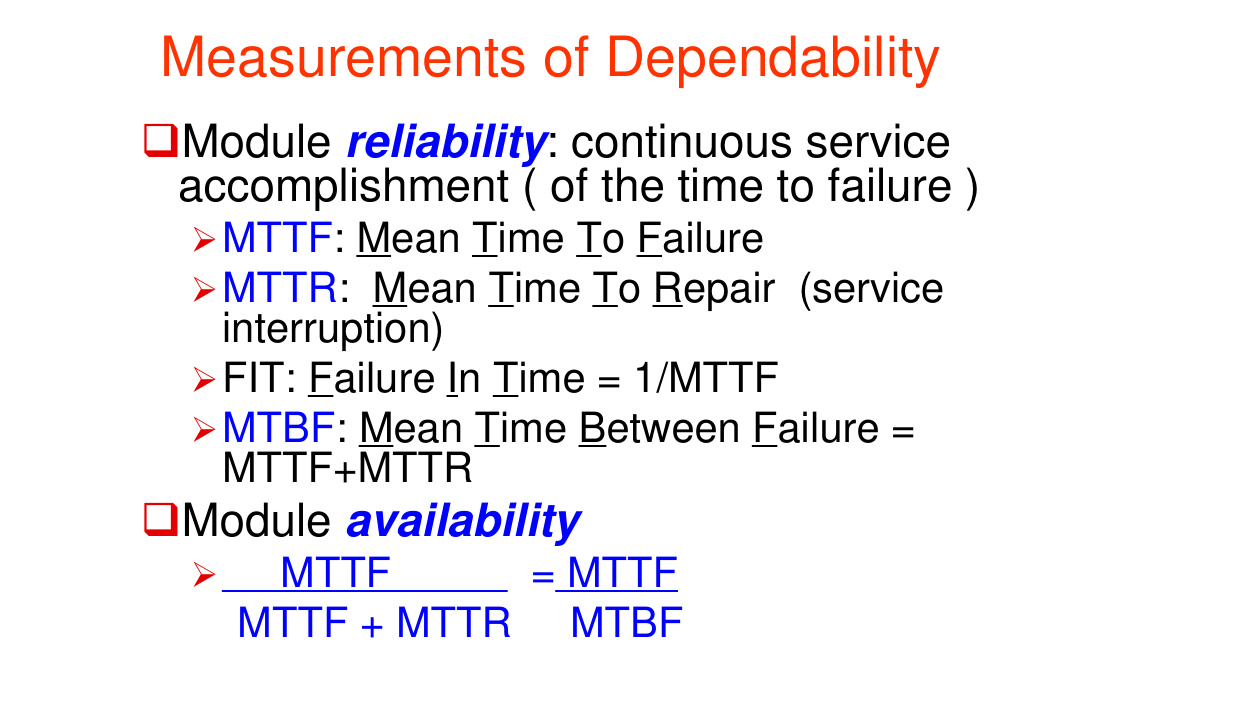 Measurements of Dependability
Module reliability: continuous service
accomplishment ( of the time to failure )
MTTF: Mean Time To Failure
MTTR:  Mean Time To Repair  (service
interruption)
FIT: Failure In Time = 1/MTTF
MTBF: Mean Time Between Failure =
MTTF+MTTR
Module availability
MTTF = MTTF
MTTF + MTTR MTBF